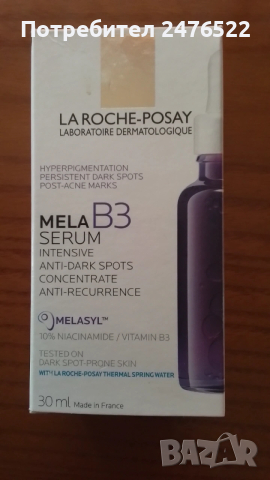 Потребител 2476522
LA ROCHE-POSAY
LABORATOIRE DERMATOLOGIQUE
HYPERPIGMENTATION
PERSISTENT DARK SPOTS
POST-ACNE MARKS
MELA B3
SERUM
INTENSIVE
ANTI-DARK SPOTS
CONCENTRATE
ANTI-RECURRENCE
MELASYL™
10% NIACINAMIDE / VITAMIN B3
TESTED ON
DARK SPOT-PRONE SKIN
WITH LA ROCHE-POSAY THERMAL SPRING WATER
30 ml Made in France
BAZAR